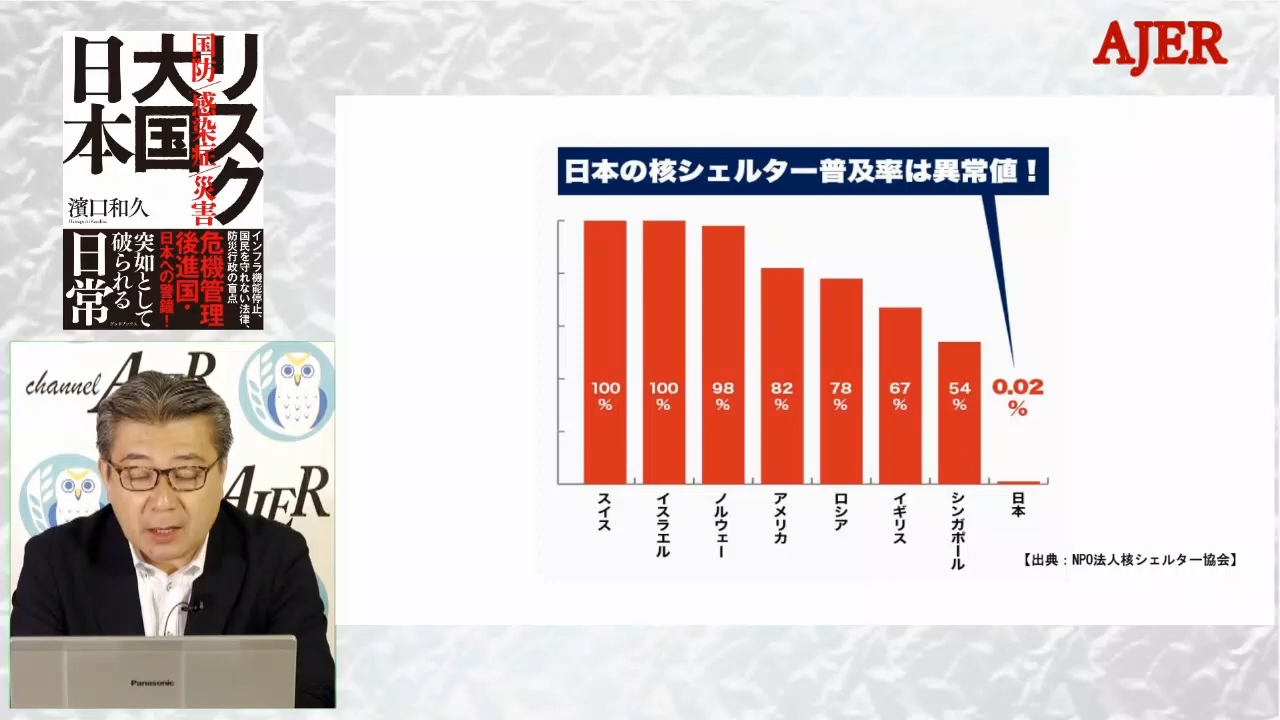 AJER
リスク
大国
日本
国防/感染症/災害
濱口和久
インフラ機能停止、
国民を守れない法律、
防災行政の盲点
危機管理
後進国・
日本への警鐘！
突如として
破られる
日常
channel AJER
AJER
Panasonic
日本の核シェルター普及率は異常値！
100
%
100
%
98
%
82
%
78
%
67
%
54
%
0.02
%
スイス
イスラエル
ノルウェー
アメリカ
ロシア
イギリス
シンガポール
日本
【出典：NPO法人核シェルター協会】